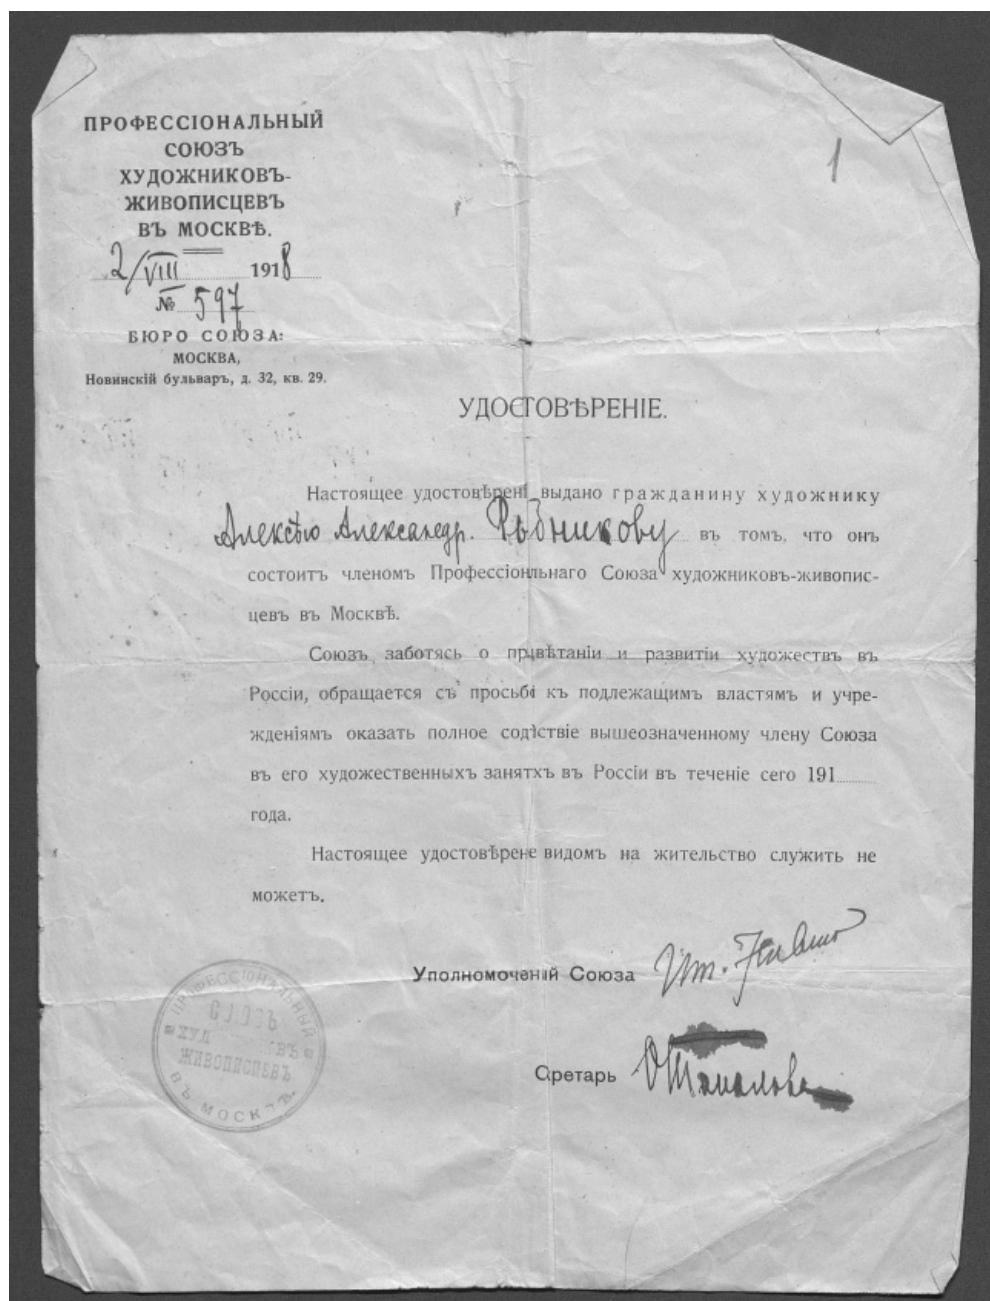 1
ПРОФЕССІОНАЛЬНЫЙ
СОЮЗЪ
ХУДОЖНИКОВЪ-
ЖИВОПИСЦЕВЪ
ВЪ МОСКВѢ.
2/VIII 1918
№ 597
БЮРО СОЮЗА:
МОСКВА,
Новинскій бульваръ, д. 32, кв. 29.
УДОСТОВѢРЕНІЕ.
Настоящее удостовѣрені выдано гражданину художнику
Алексѣю Александр. Рыбникову въ томъ, что онъ
состоитъ членомъ Профессіональнаго Союза художниковъ-живопис-
цевъ въ Москвѣ.
Союзъ, заботясь о процвѣтаніи и развитіи художествъ въ
Россіи, обращается съ просьбі къ подлежащимъ властямъ и учре-
жденіямъ оказать полное содѣствіе вышеозначенному члену Союза
въ его художественныхъ занятхъ въ Россіи въ теченіе сего 191
года.
Настоящее удостовѣрене видомъ на жительство служить не
можетъ.
Уполномоченій Союза
Сретарь
ПРОФЕССІОНАЛЬНЫЙ
СОЮЗЪ
ЖИВОПИСЦЕВЪ
ВЪ МОСКВѢ.